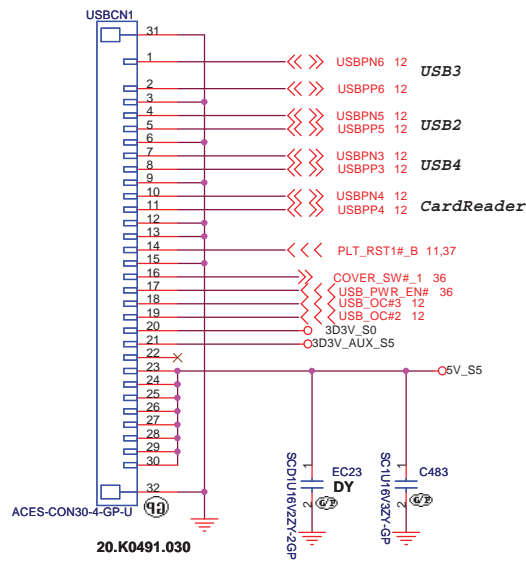 USBCN1
31
1 USBPN6 12
USB3
2 USBPP6 12
3
4 USBPN5 12
5 USBPP5 12 USB2
6
7 USBPN3 12
8 USBPP3 12 USB4
9
10 USBPN4 12
11 USBPP4 12 CardReader
12
13
14 PLT_RST1#_B 11,37
15
16 COVER_SW#_1 36
17 USB_PWR_EN# 36
18 USB_OC#3 12
19 USB_OC#2 12
20 3D3V_S0
21 3D3V_AUX_S5
22
23 5V_S5
24
25
26
27
28
29
30
32
ACES-CON30-4-GP-U
20.K0491.030
SCD1U16V2ZY-2GP
1
EC23
DY
2
SC1U16V3ZY-GP
1
C483
2